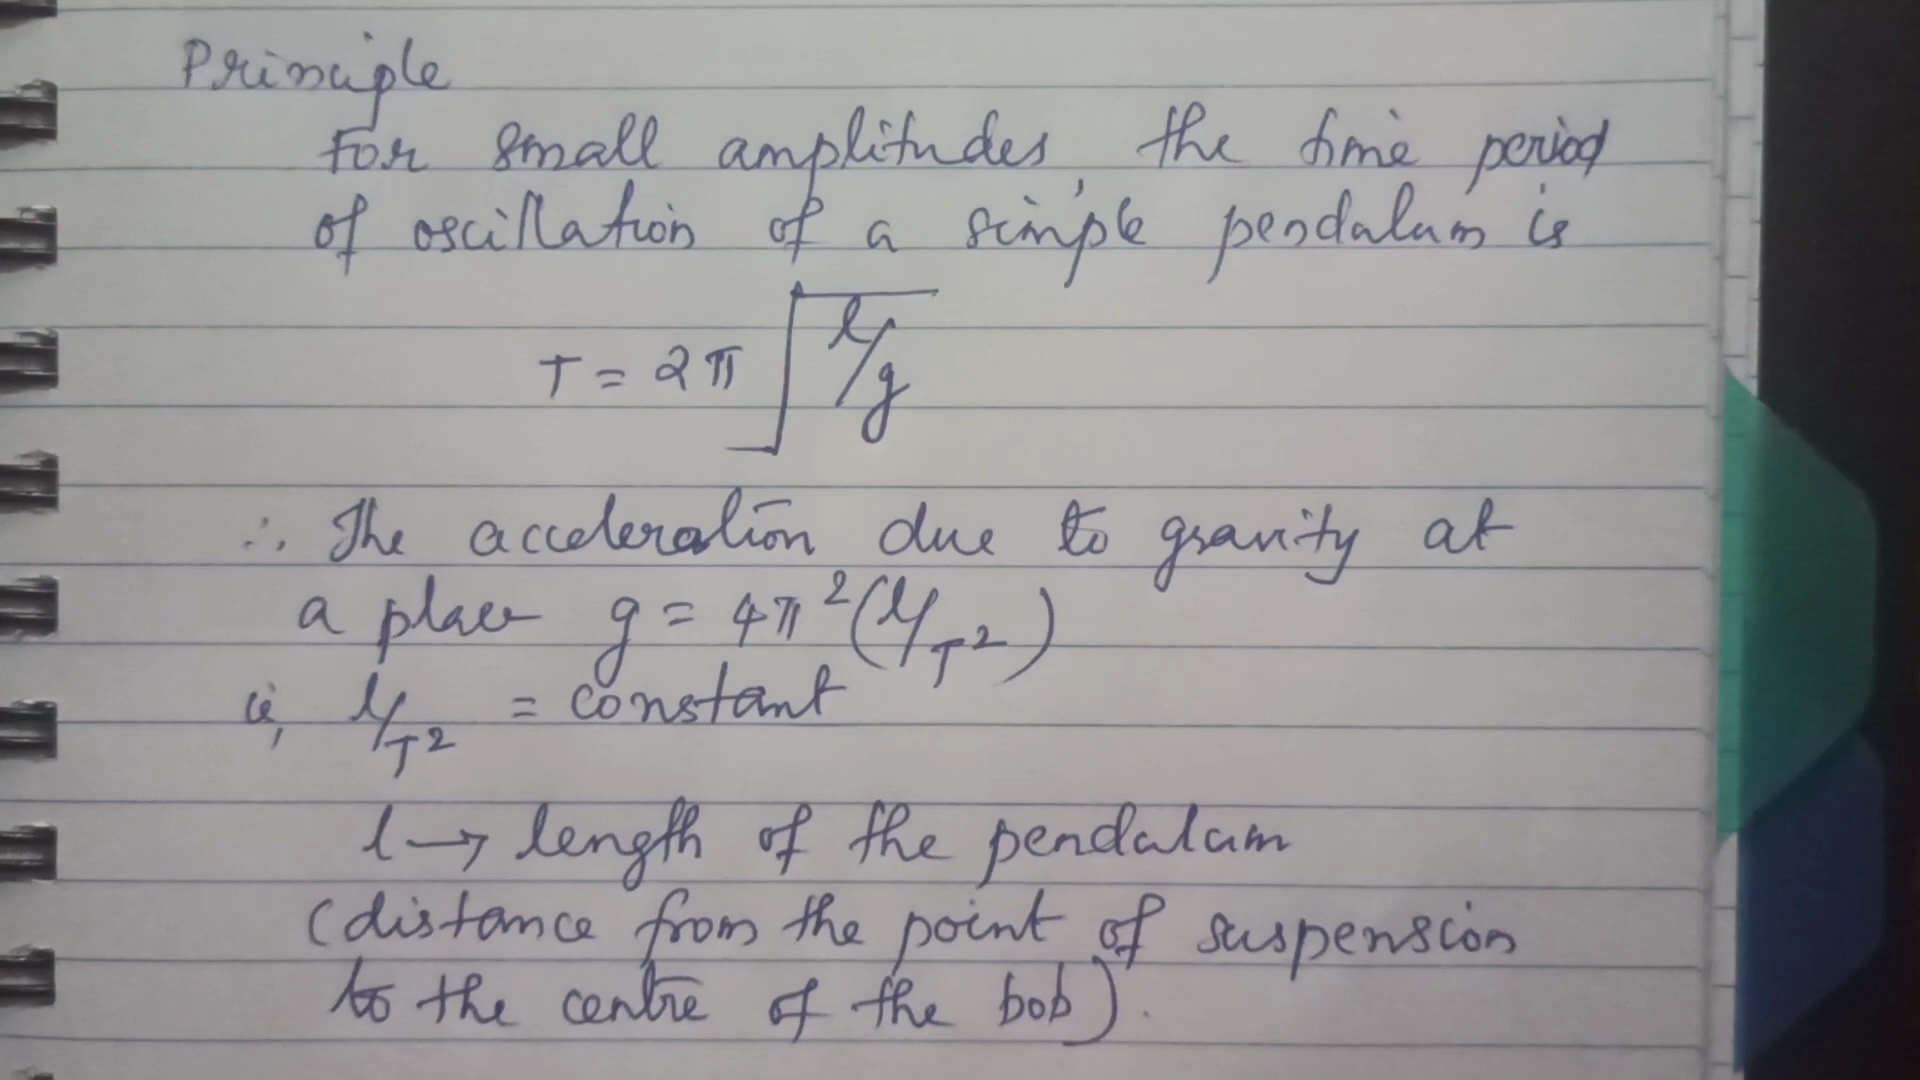 Principle
For small amplitudes, the time period
of oscillation of a simple pendalum is
T = 2π √(l/g)
∴ The acceleration due to gravity at
a place g = 4π²(l/T²)
ie, l/T² = constant
l → length of the pendalum
(distance from the point of suspension
to the centre of the bob).